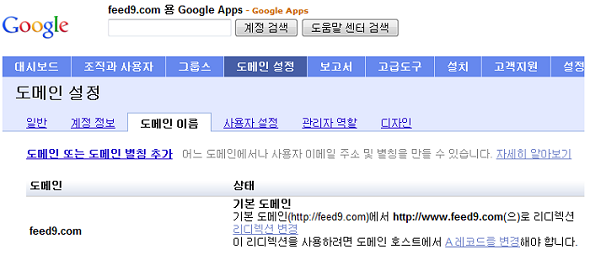 feed9.com 용 Google Apps - Google Apps
Google
계정 검색 도움말 센터 검색
대시보드 조직과 사용자 그룹스 도메인 설정 보고서 고급도구 설치 고객지원 설정
도메인 설정
일반 계정 정보 도메인 이름 사용자 설정 관리자 역할 디자인
도메인 또는 도메인 별칭 추가 어느 도메인에서나 사용자 이메일 주소 및 별칭을 만들 수 있습니다. 자세히 알아보기
도메인 상태
기본 도메인
기본 도메인(http://feed9.com)에서 http://www.feed9.com(으)로 리디렉션
리디렉션 변경
feed9.com
이 리디렉션을 사용하려면 도메인 호스트에서 A 레코드를 변경해야 합니다.